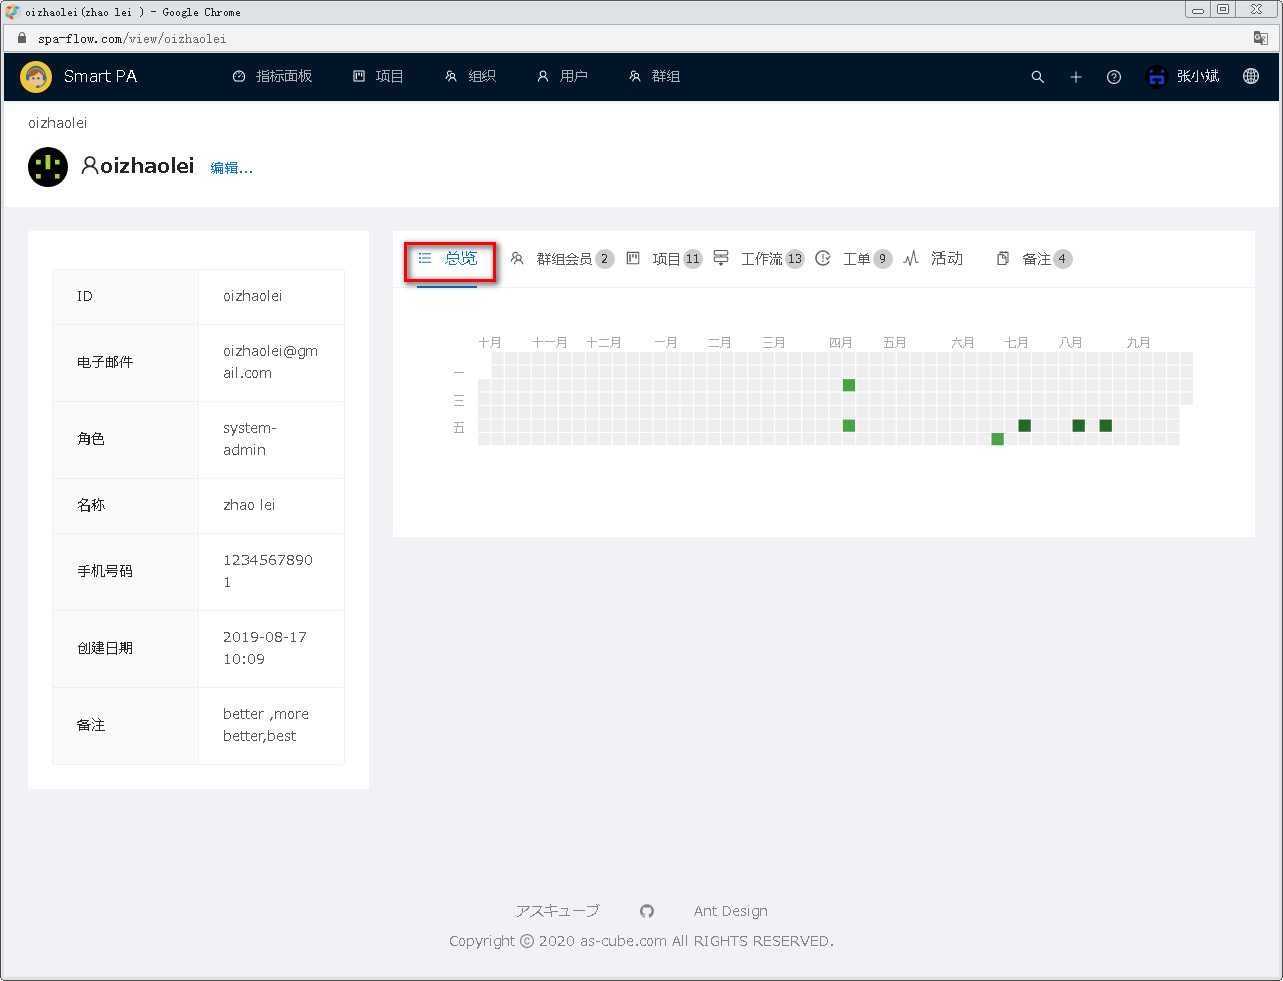 oizhaolei(zhao lei ) - Google Chrome
spa-flow.com/view/oizhaolei
Smart PA 指标面板 项目 组织 用户 群组 张小斌
oizhaolei
oizhaolei 编辑...
总览 群组会员 2 项目 11 工作流 13 工单 9 活动 备注 4
十月 十一月 十二月 一月 二月 三月 四月 五月 六月 七月 八月 九月
一
三
五
ID oizhaolei
电子邮件 oizhaolei@gm
ail.com
角色 system-
admin
名称 zhao lei
手机号码 1234567890
1
创建日期 2019-08-17
10:09
备注 better ,more
better,best
アスキューブ Ant Design
Copyright © 2020 as-cube.com All RIGHTS RESERVED.